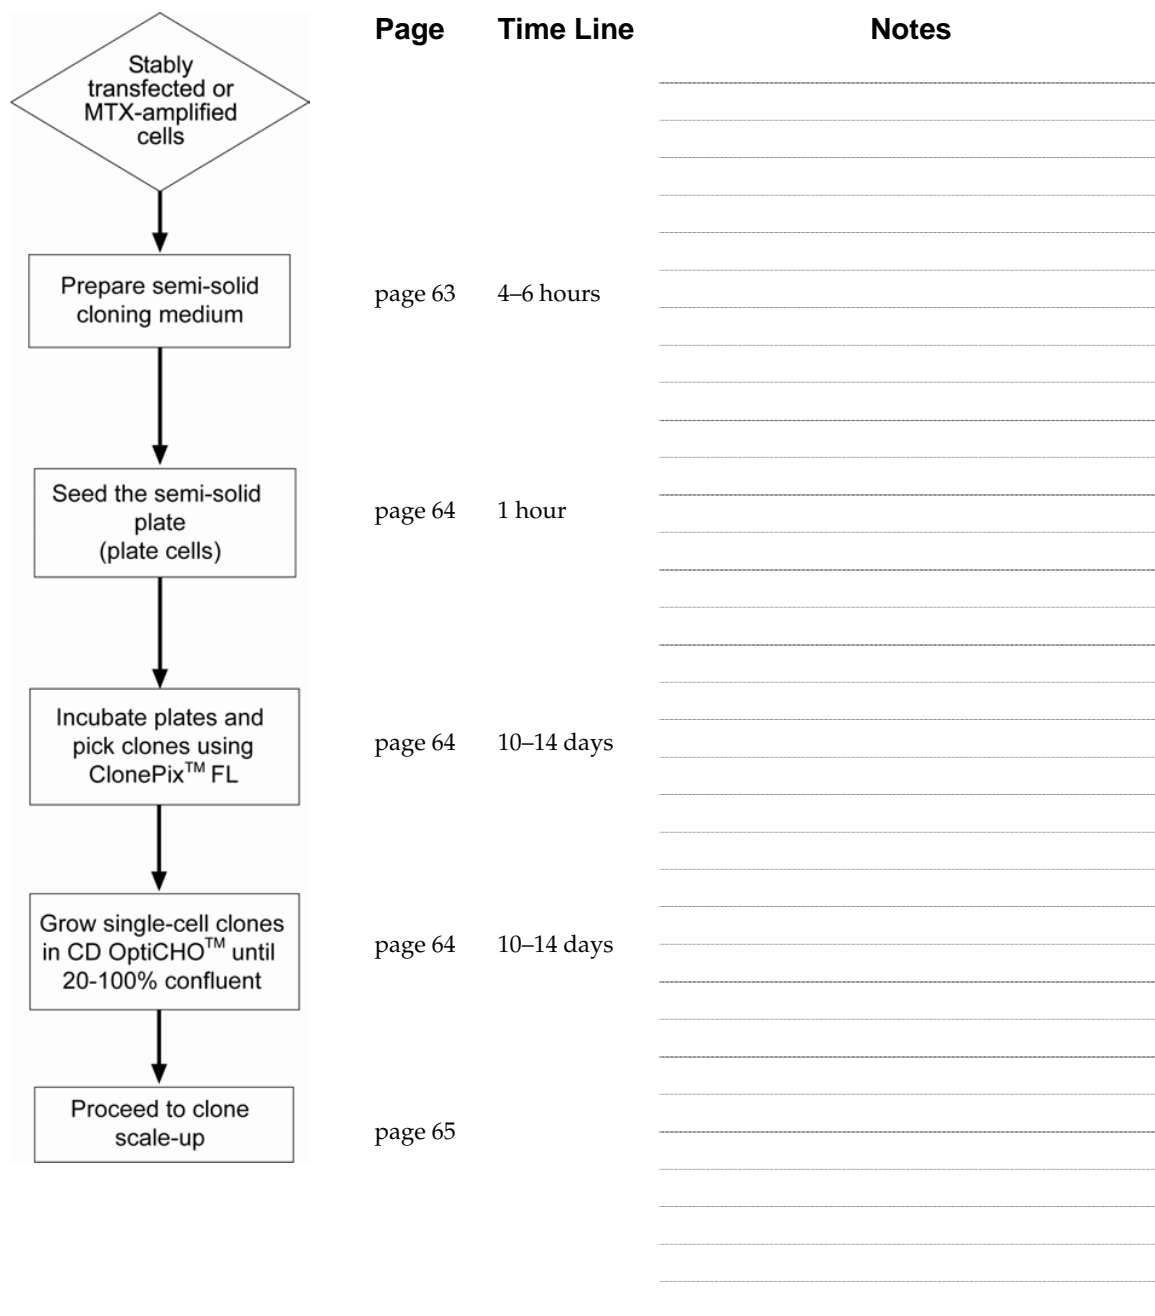 Page Time Line Notes
Stably
transfected or
MTX-amplified
cells
Prepare semi-solid
cloning medium
page 63 4–6 hours
Seed the semi-solid
plate
(plate cells)
page 64 1 hour
Incubate plates and
pick clones using
ClonePix™ FL
page 64 10–14 days
Grow single-cell clones
in CD OptiCHO™ until
20-100% confluent
page 64 10–14 days
Proceed to clone
scale-up
page 65